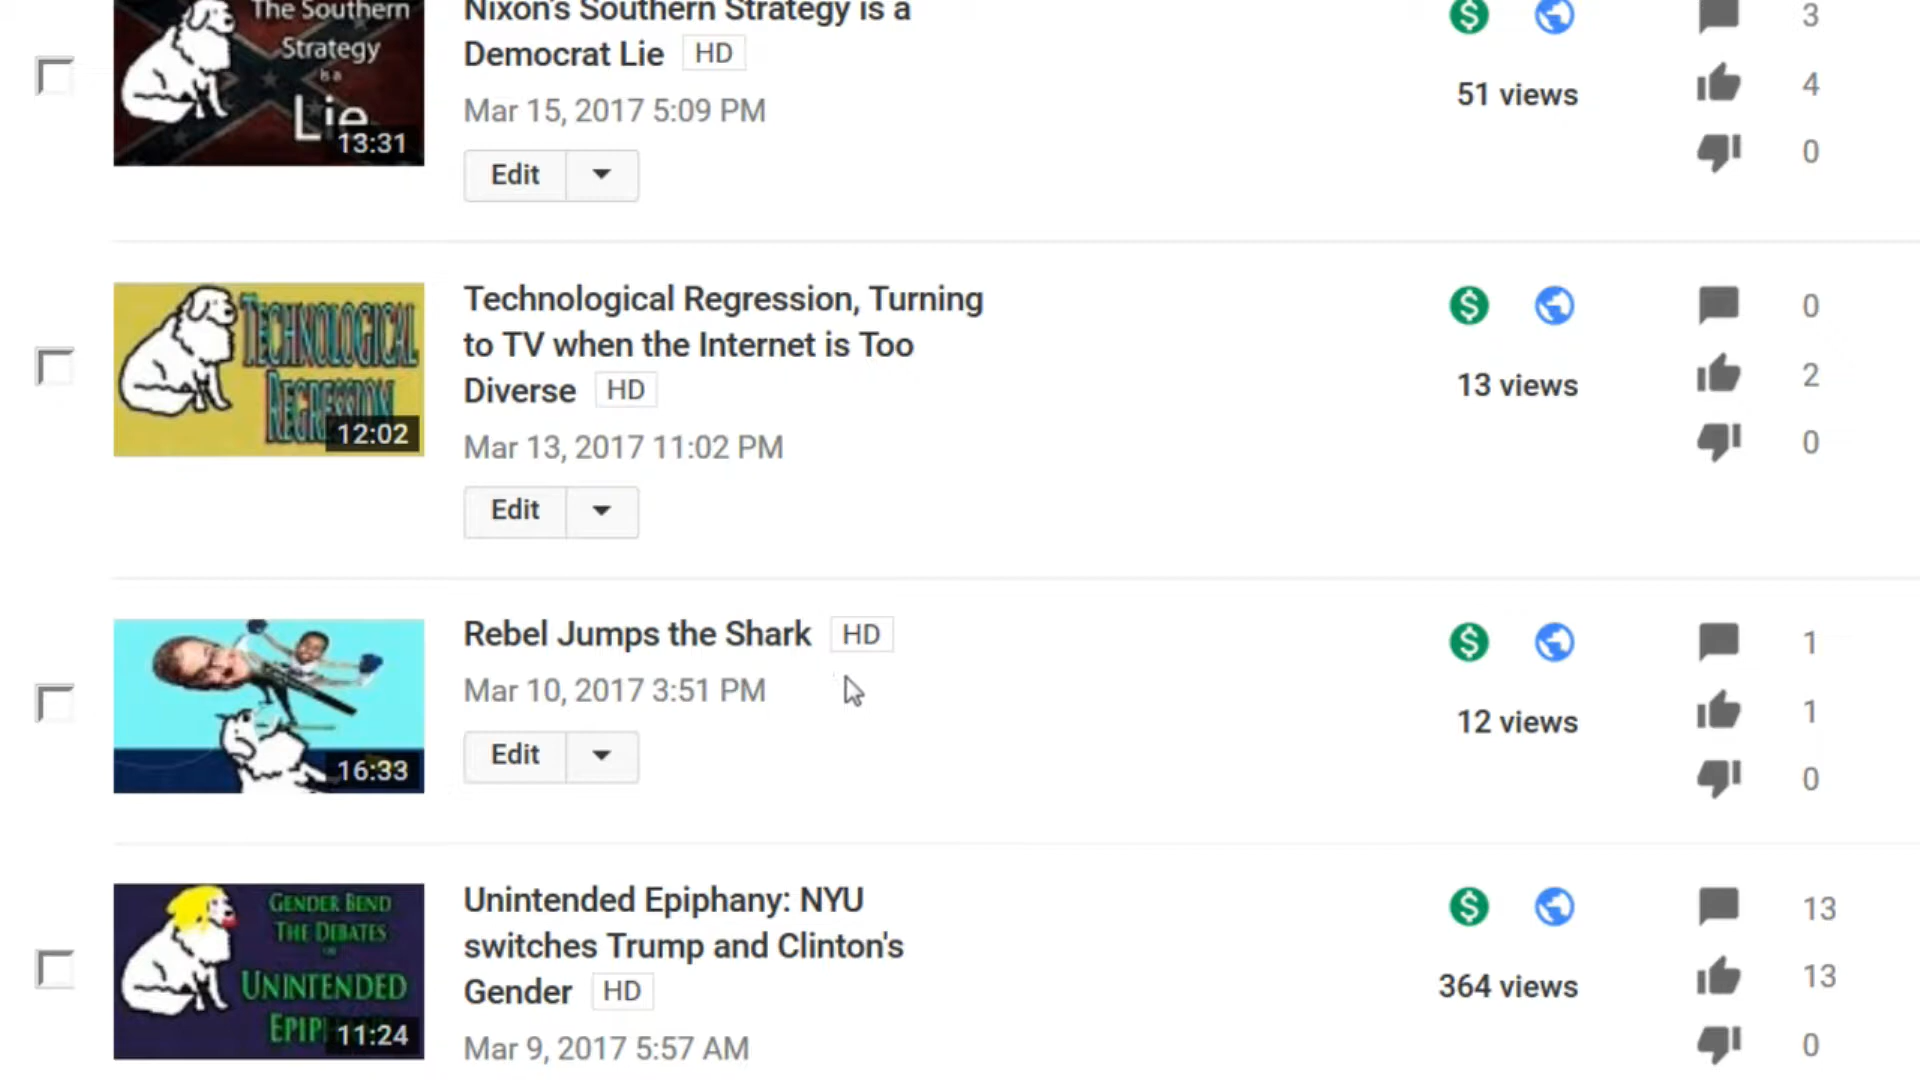 The Southern
Strategy
is a
Lie
13:31
Nixon's Southern Strategy is a
Democrat Lie HD
Mar 15, 2017 5:09 PM
Edit
51 views
3
4
0
TECHNOLOGICAL
REGRESSION
12:02
Technological Regression, Turning
to TV when the Internet is Too
Diverse HD
Mar 13, 2017 11:02 PM
Edit
13 views
0
2
0
16:33
Rebel Jumps the Shark HD
Mar 10, 2017 3:51 PM
Edit
12 views
1
1
0
GENDER BEND
THE DEBATES
UNINTENDED
EPIP
11:24
Unintended Epiphany: NYU
switches Trump and Clinton's
Gender HD
Mar 9, 2017 5:57 AM
364 views
13
13
0